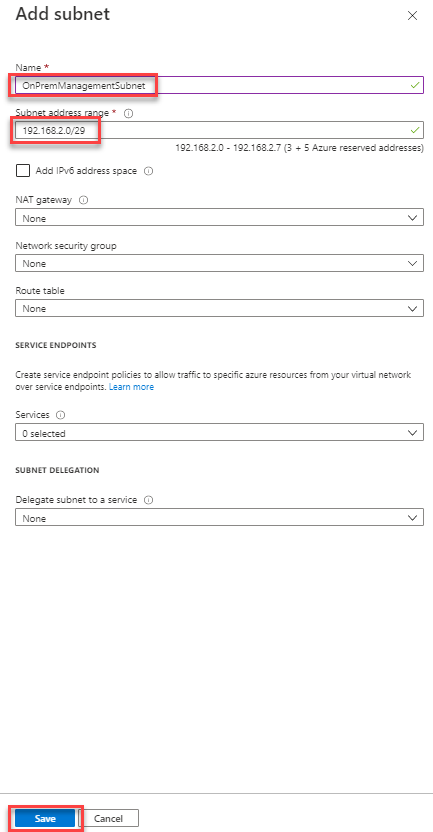 Add subnet
Name *
OnPremManagementSubnet
Subnet address range *
192.168.2.0/29
192.168.2.0 - 192.168.2.7 (3 + 5 Azure reserved addresses)
Add IPv6 address space
NAT gateway
None
Network security group
None
Route table
None
SERVICE ENDPOINTS
Create service endpoint policies to allow traffic to specific azure resources from your virtual network
over service endpoints. Learn more
Services
0 selected
SUBNET DELEGATION
Delegate subnet to a service
None
Save Cancel